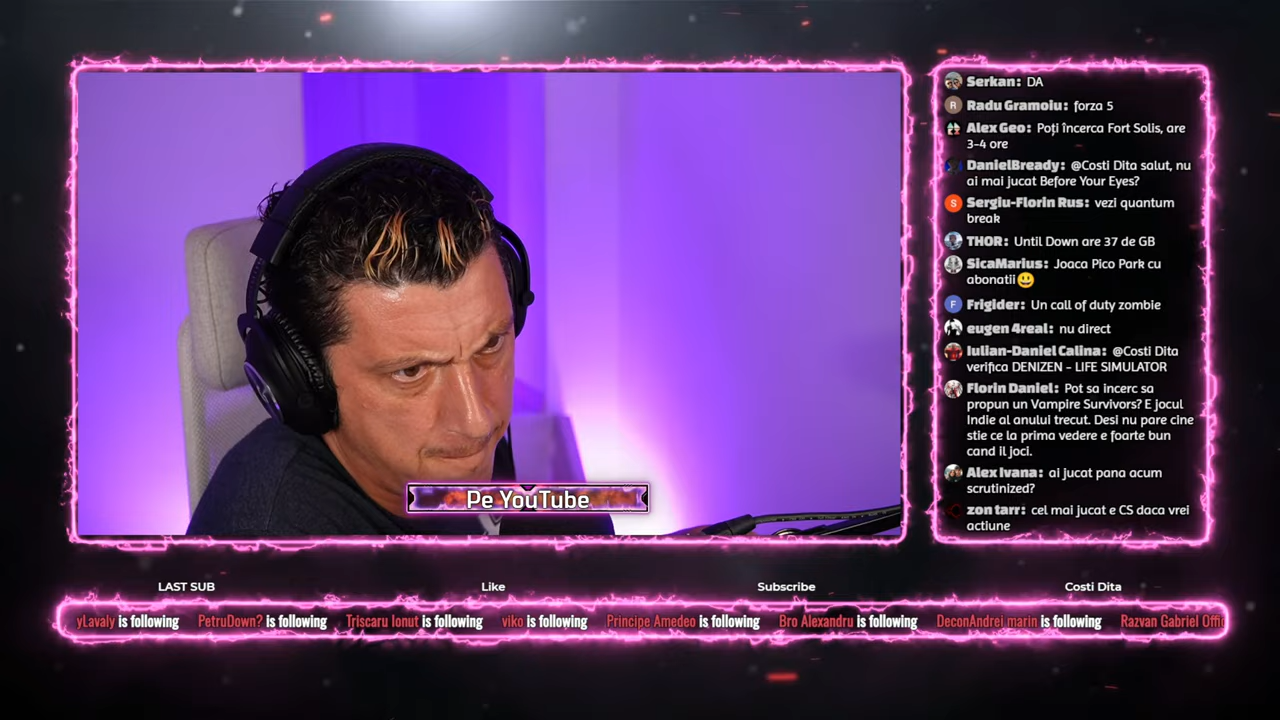 Serkan: DA
Radu Gramoiu: forza 5
Alex Geo: Poți încerca Fort Solis, are
3-4 ore
DanielBready: @Costi Dita salut, nu
ai mai jucat Before Your Eyes?
Sergiu-Florin Rus: vezi quantum
break
THOR: Until Down are 37 de GB
SicaMarius: Joaca Pico Park cu
abonatii😃
Frigider: Un call of duty zombie
eugen 4real: nu direct
Iulian-Daniel Calina: @Costi Dita
verifica DENIZEN - LIFE SIMULATOR
Florin Daniel: Pot sa incerc sa
propun un Vampire Survivors? E jocul
Indie al anului trecut. Desi nu pare cine
stie ce la prima vedere e foarte bun
cand il joci.
Alex Ivana: ai jucat pana acum
scrutinized?
zon tarr: cel mai jucat e CS daca vrei
actiune
Pe YouTube
LAST SUB Like Subscribe Costi Dita
yLavaly is following PetruDown? is following Triscaru Ionut is following viko is following Principe Amedeo is following Bro Alexandru is following DeconAndrei marin is following Razvan Gabriel Offi